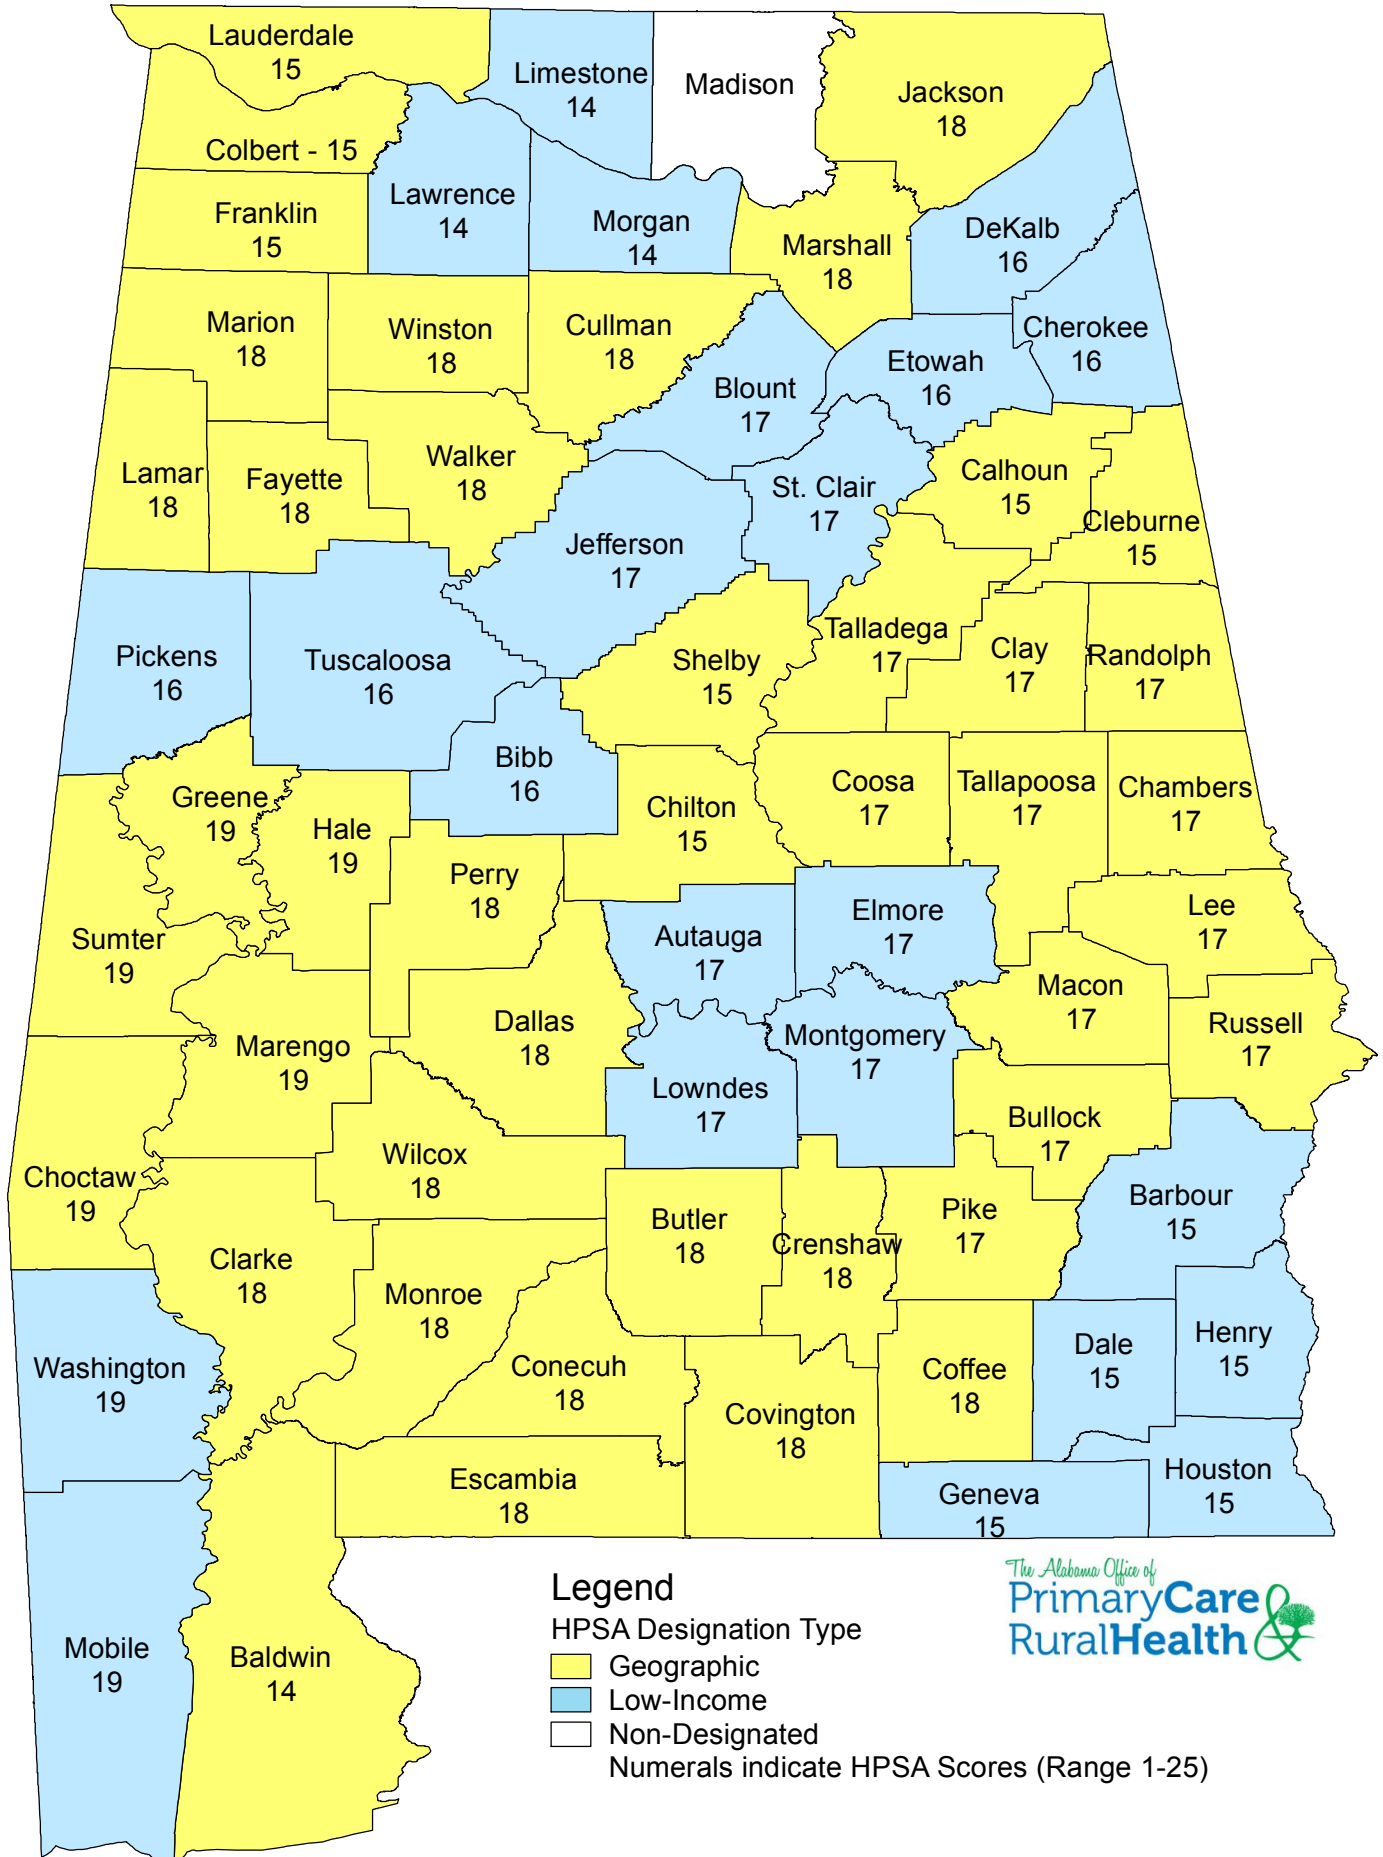 Lauderdale
15
Limestone
14
Madison
Jackson
18
Colbert - 15
Lawrence
14
Franklin
15
Morgan
14
Marshall
18
DeKalb
16
Marion
18
Winston
18
Cullman
18
Cherokee
16
Etowah
16
Blount
17
Lamar
18
Fayette
18
Walker
18
St. Clair
17
Calhoun
15
Cleburne
15
Jefferson
17
Pickens
16
Tuscaloosa
16
Shelby
15
Talladega
17
Clay
17
Randolph
17
Bibb
16
Greene
19
Hale
19
Chilton
15
Coosa
17
Tallapoosa
17
Chambers
17
Perry
18
Sumter
19
Autauga
17
Elmore
17
Lee
17
Dallas
18
Macon
17
Russell
17
Marengo
19
Montgomery
17
Lowndes
17
Bullock
17
Choctaw
19
Wilcox
18
Barbour
15
Butler
18
Crenshaw
18
Pike
17
Clarke
18
Monroe
18
Washington
19
Conecuh
18
Covington
18
Coffee
18
Dale
15
Henry
15
Escambia
18
Geneva
15
Houston
15
Mobile
19
Baldwin
14
Legend
HPSA Designation Type
Geographic
Low-Income
Non-Designated
Numerals indicate HPSA Scores (Range 1-25)
The Alabama Office of
PrimaryCare &
RuralHealth